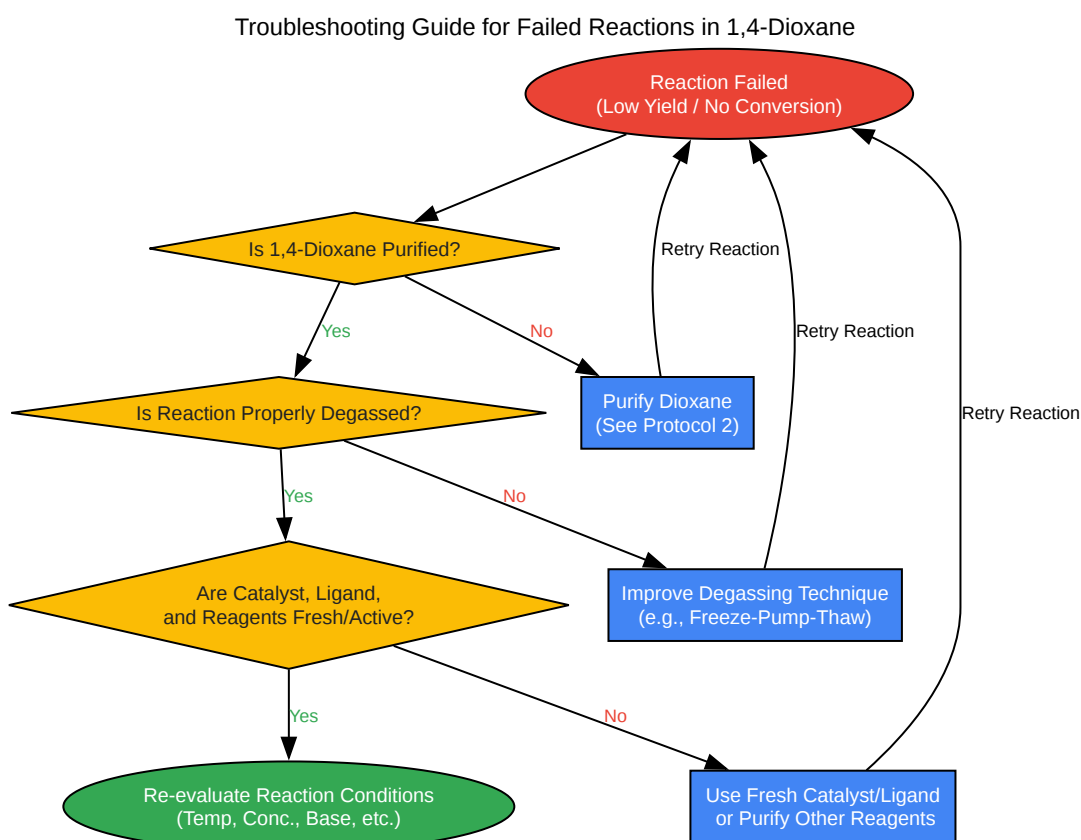 Troubleshooting Guide for Failed Reactions in 1,4-Dioxane
Reaction Failed
(Low Yield / No Conversion)
Is 1,4-Dioxane Purified?
Retry Reaction
Yes
No
Retry Reaction
Is Reaction Properly Degassed?
Purify Dioxane
(See Protocol 2)
Retry Reaction
Yes
No
Are Catalyst, Ligand,
and Reagents Fresh/Active?
Improve Degassing Technique
(e.g., Freeze-Pump-Thaw)
Yes
No
Re-evaluate Reaction Conditions
(Temp, Conc., Base, etc.)
Use Fresh Catalyst/Ligand
or Purify Other Reagents